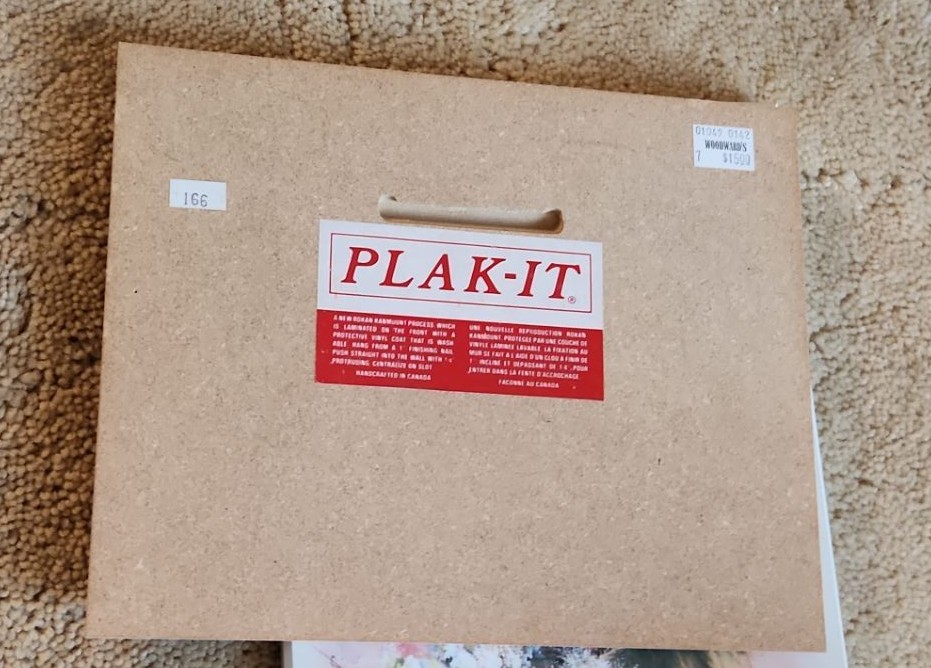 01042 0142
WOODWARD'S
7 $1500
166
PLAK-IT®
A NEW ROKAN KANMOUNT PROCESS WHICH
IS LAMINATED ON THE FRONT WITH A
PROTECTIVE VINYL COAT THAT IS WASH
ABLE HANG FROM A 1" FINISHING NAIL
PUSH STRAIGHT INTO THE WALL WITH
PROTRUDING CENTRALIZE ON SLOT
HANDCRAFTED IN CANADA
UNE NOUVELLE REPRODUCTION ROKAN
KANMOUNT, PROTEGEE PAR UNE COUCHE DE
VINYLE LAMINEE LAVABLE LA FIXATION AU
MUR SE FAIT A L'AIDE D'UN CLOU A FINIR DE
1" INCLINE ET DEPASSANT DE 1/4", POUR
ENTRER DANS LA FENTE D'ACCROCHAGE
FACONNE AU CANADA